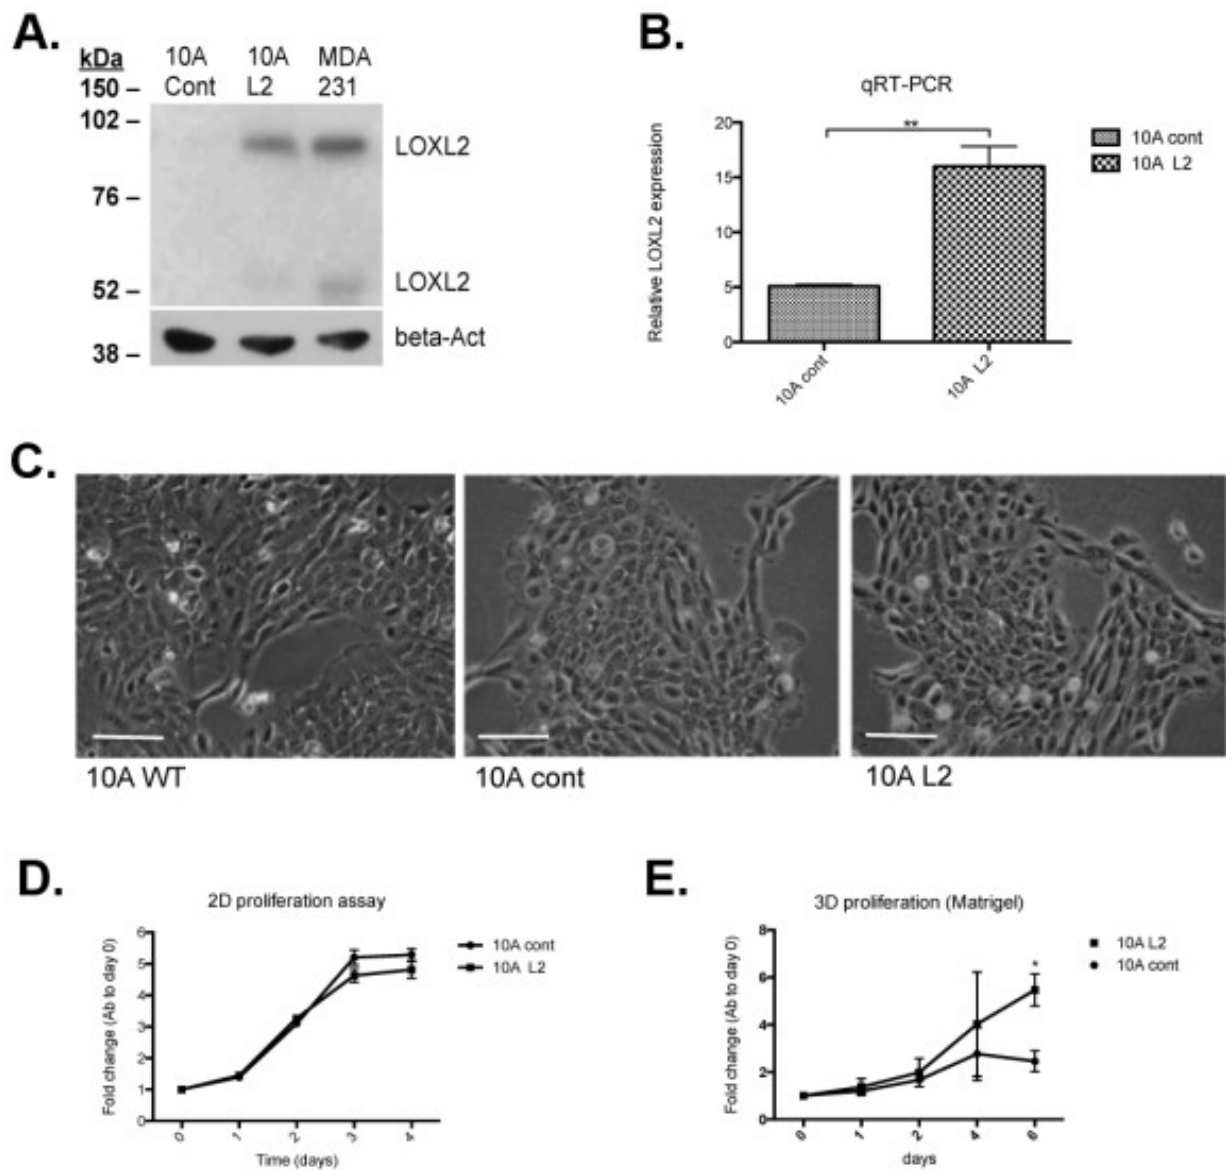 A.
kDa
10A Cont
10A L2
MDA 231
150 –
102 –
LOXL2
76 –
LOXL2
52 –
beta-Act
38 –
B.
qRT-PCR
Relative LOXL2 expression
20
15
10
5
0
**
10A cont
10A L2
10A cont
10A L2
C.
10A WT
10A cont
10A L2
D.
2D proliferation assay
Fold change (Ab to day 0)
6
5
4
3
2
1
0
0 1 2 3 4
Time (days)
10A cont
10A L2
E.
3D proliferation (Matrigel)
Fold change (Ab to day 0)
8
6
4
2
0
*
0 1 2 4 6
days
10A L2
10A cont